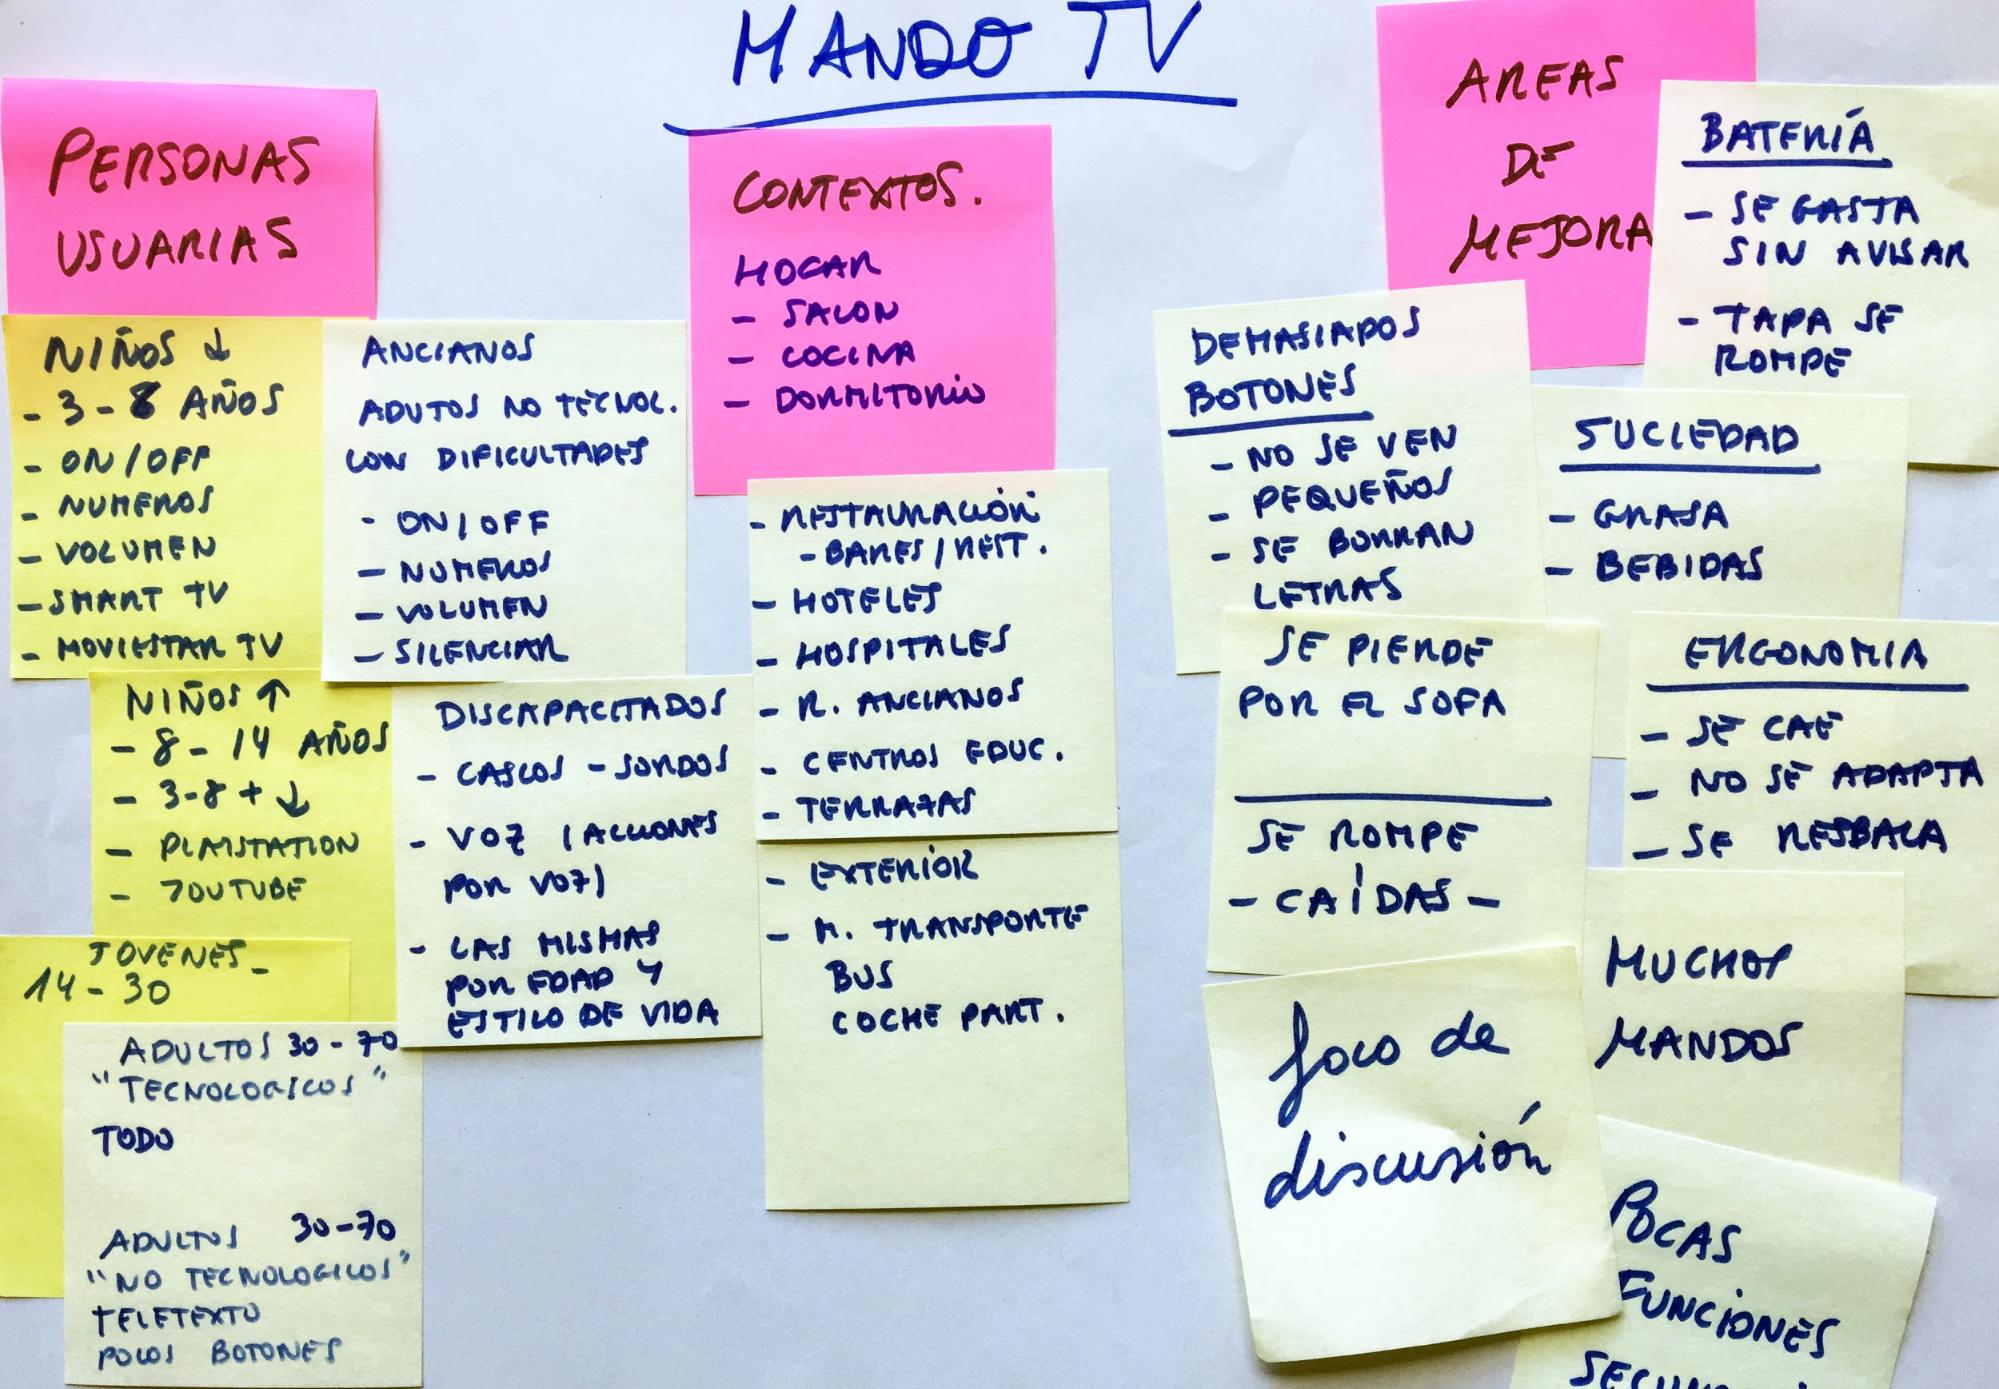 MANDO TV
PERSONAS
USUARIAS
NIÑOS ↓
- 3 - 8 AÑOS
- ON/OFF
- NUMEROS
- VOLUMEN
- SMART TV
- MOVIESTAR TV
NIÑOS ↑
- 8 - 14 AÑOS
- 3-8 + ↓
- PLAYSTATION
- YOUTUBE
JOVENES -
14 - 30
ADULTOS 30 - 70
"TECNOLOGICOS"
TODO
ADULTOS 30-70
"NO TECNOLOGICOS"
TELETEXTO
POCOS BOTONES
ANCIANOS
ADUTOS NO TECNOL.
CON DIFICULTADES
- ON/OFF
- NUMEROS
- VOLUMEN
- SILENCIAR
DISCAPACITADOS
- CASCOS - SORDOS
- VOZ (ACCIONES
POR VOZ)
- LAS MISMAS
POR EDAD Y
ESTILO DE VIDA
CONTEXTOS.
HOGAR
- SALON
- COCINA
- DORMITORIO
- RESTAURACIÓN
- BARES/REST.
- HOTELES
- HOSPITALES
- R. ANCIANOS
- CENTROS EDUC.
- TERRAZAS
- EXTERIOR
- M. TRANSPORTE
BUS
COCHE PART.
AREAS
DE
MEJORA
BATERÍA
- SE GASTA
SIN AVISAR
- TAPA SE
ROMPE
DEMASIADOS
BOTONES
- NO SE VEN
- PEQUEÑOS
- SE BORRAN
LETRAS
SUCIEDAD
- GRASA
- BEBIDAS
SE PIERDE
POR EL SOFA
SE ROMPE
- CAÍDAS -
ERGONOMIA
- SE CAE
- NO SE ADAPTA
- SE RESBALA
MUCHOS
MANDOS
foco de
discusión
POCAS
FUNCIONES